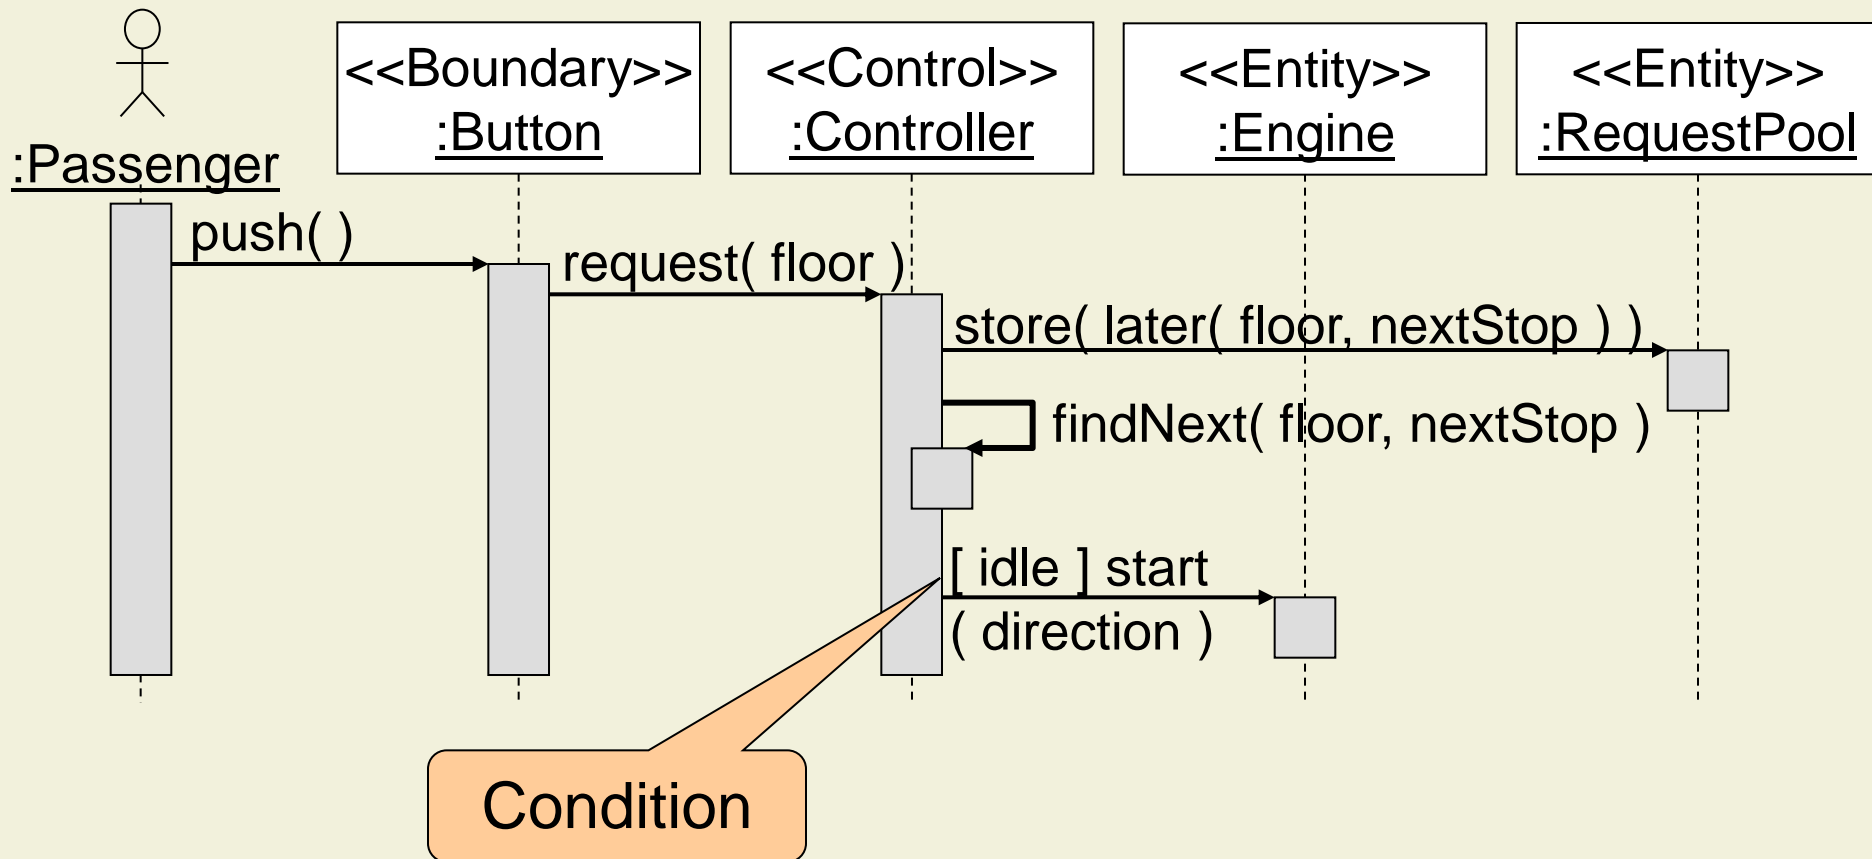 <<Boundary>>
:Button
<<Control>>
:Controller
<<Entity>>
:Engine
<<Entity>>
:RequestPool
:Passenger
push( )
request( floor )
store( later( floor, nextStop ) )
findNext( floor, nextStop )
[ idle ] start
( direction )
Condition